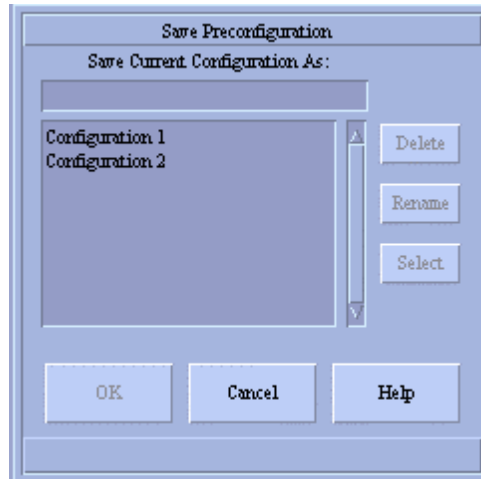 Save Preconfiguration
Save Current Configuration As:
Configuration 1
Configuration 2
Delete
Rename
Select
OK
Cancel
Help